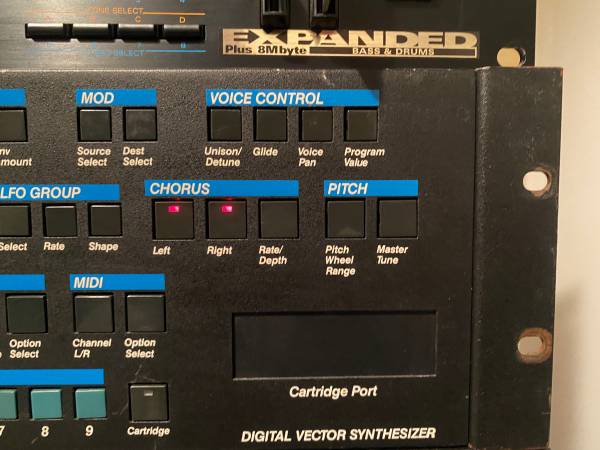 TONE SELECT
A B C D
EXPANDED
Plus 8Mbyte BASS & DRUMS
MOD
VOICE CONTROL
Source Select
Dest Select
Unison/ Detune
Glide
Voice Pan
Program Value
LFO GROUP
CHORUS
PITCH
Select
Rate
Shape
Left
Right
Rate/ Depth
Pitch Wheel Range
Master Tune
MIDI
Option Select
Channel L/R
Option Select
Cartridge Port
7 8 9 Cartridge
DIGITAL VECTOR SYNTHESIZER